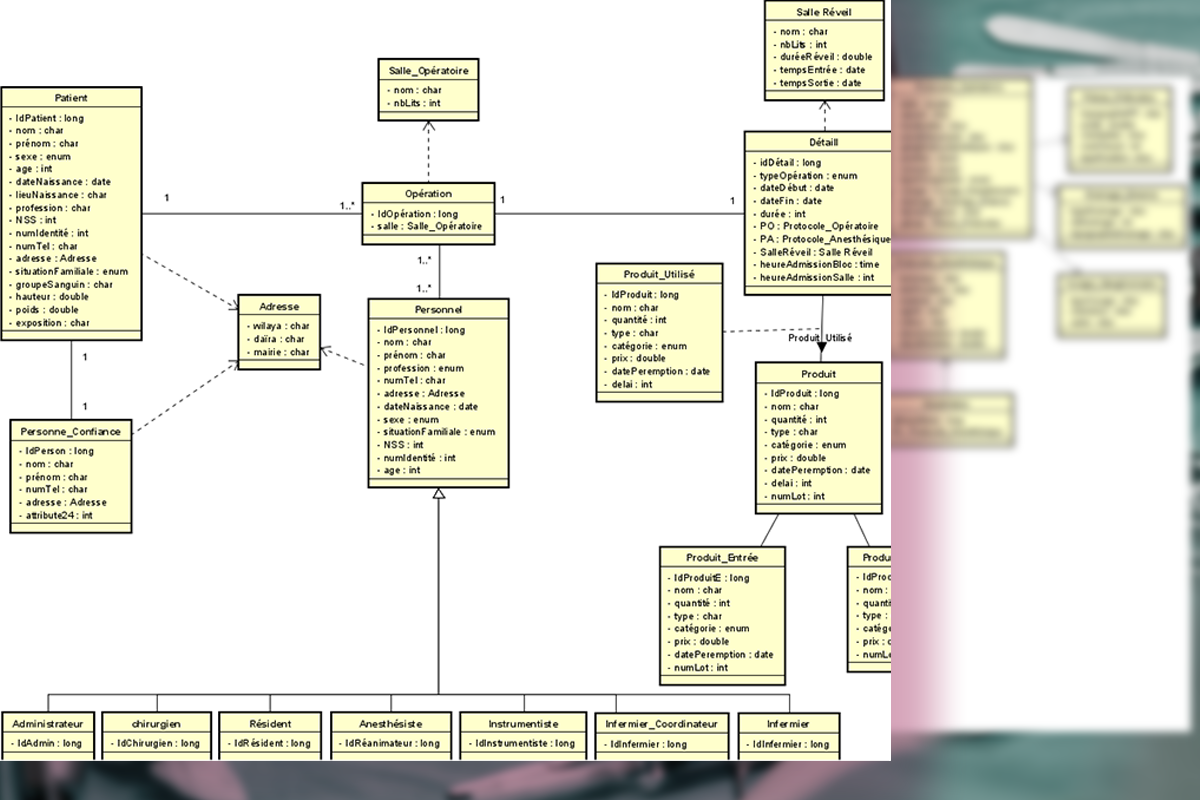 Salle Réveil
- nom : char
- nbLits : int
- duréeRéveil : double
- tempsEntrée : date
- tempsSortie : date
Salle_Opératoire
- nom : char
- nbLits : int
Patient
- IdPatient : long
- nom : char
- prénom : char
- sexe : enum
- age : int
- dateNaissance : date
- lieuNaissance : char
- profession : char
- NSS : int
- numIdentité : int
- numTel : char
- adresse : Adresse
- situationFamiliale : enum
- groupeSanguin : char
- hauteur : double
- poids : double
- exposition : char
1
1..*
Opération
- IdOpération : long
- salle : Salle_Opératoire
1
1
Détaill
- idDétail : long
- typeOpération : enum
- dateDébut : date
- dateFin : date
- durée : int
- PO : Protocole_Opératoire
- PA : Protocole_Anesthésique
- SalleRéveil : Salle Réveil
- heureAdmissionBloc : time
- heureAdmissionSalle : int
1..*
1..*
Adresse
- wilaya : char
- daïra : char
- mairie : char
Personnel
- IdPersonnel : long
- nom : char
- prénom : char
- profession : enum
- numTel : char
- adresse : Adresse
- dateNaissance : date
- sexe : enum
- situationFamiliale : enum
- NSS : int
- numIdentité : int
- age : int
Produit_Utilisé
- IdProduit : long
- nom : char
- quantité : int
- type : char
- catégorie : enum
- prix : double
- datePeremption : date
- delai : int
Produit_Utilisé
Produit
- IdProduit : long
- nom : char
- quantité : int
- type : char
- catégorie : enum
- prix : double
- datePeremption : date
- delai : int
- numLot : int
1
1
Personne_Confiance
- IdPerson : long
- nom : char
- prénom : char
- numTel : char
- adresse : Adresse
- attribute24 : int
Produit_Entrée
- IdProduitE : long
- nom : char
- quantité : int
- type : char
- catégorie : enum
- prix : double
- datePeremption : date
- numLot : int
Produ
- IdProd
- nom :
- quanti
- type :
- catége
- prix : c
- numLe
Administrateur
- IdAdmin : long
chirurgien
- IdChirurgien : long
Résident
- IdRésident : long
Anesthésiste
- IdRéanimateur : long
Instrumentiste
- IdInstrumentiste : long
Infermier_Coordinateur
- IdInfermier : long
Infermier
- IdInfermier : long